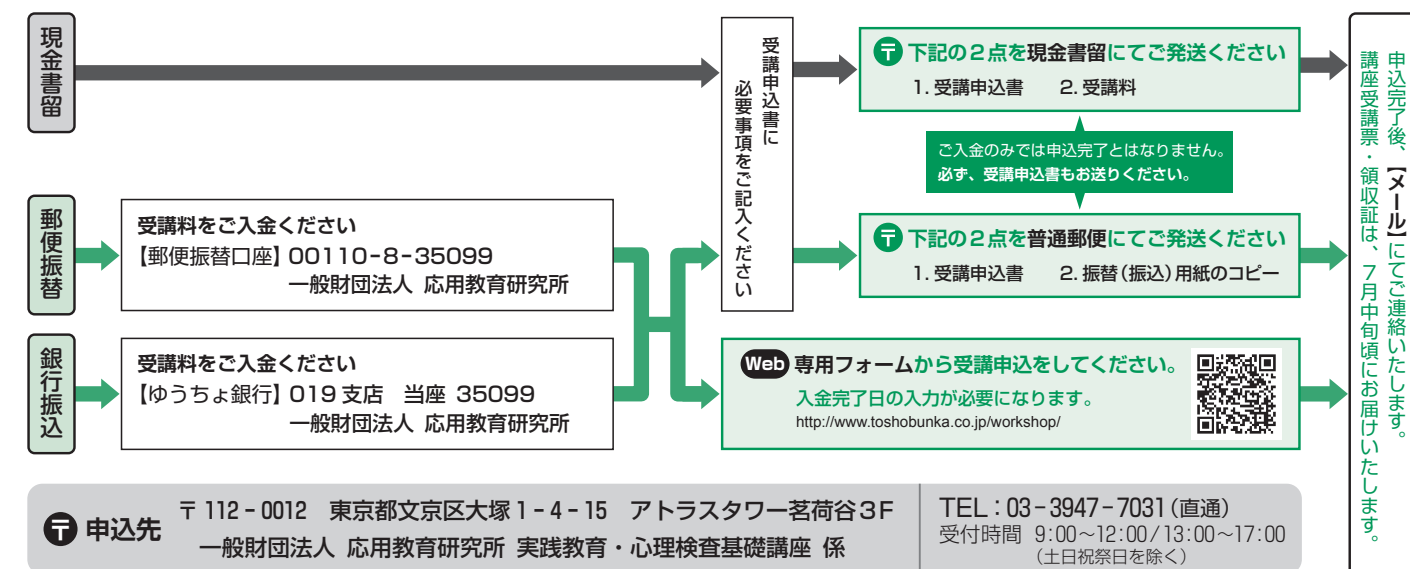 現金書留
受講申込書に
必要事項をご記入ください
〒 下記の2点を現金書留にてご発送ください
1. 受講申込書 2. 受講料
ご入金のみでは申込完了とはなりません。
必ず、受講申込書もお送りください。
郵便振替
受講料をご入金ください
【郵便振替口座】00110-8-35099
一般財団法人 応用教育研究所
〒 下記の2点を普通郵便にてご発送ください
1. 受講申込書 2. 振替(振込)用紙のコピー
銀行振込
受講料をご入金ください
【ゆうちょ銀行】019 支店 当座 35099
一般財団法人 応用教育研究所
Web 専用フォームから受講申込をしてください。
入金完了日の入力が必要になります。
http://www.toshobunka.co.jp/workshop/
申込完了後、【メール】にてご連絡いたします。
講座受講票・領収証は、7月中旬頃にお届けいたします。
〒 申込先
〒112-0012 東京都文京区大塚1-4-15 アトラスタワー茗荷谷3F
一般財団法人 応用教育研究所 実践教育・心理検査基礎講座 係
TEL:03-3947-7031(直通)
受付時間 9:00~12:00/13:00~17:00
(土日祝祭日を除く)